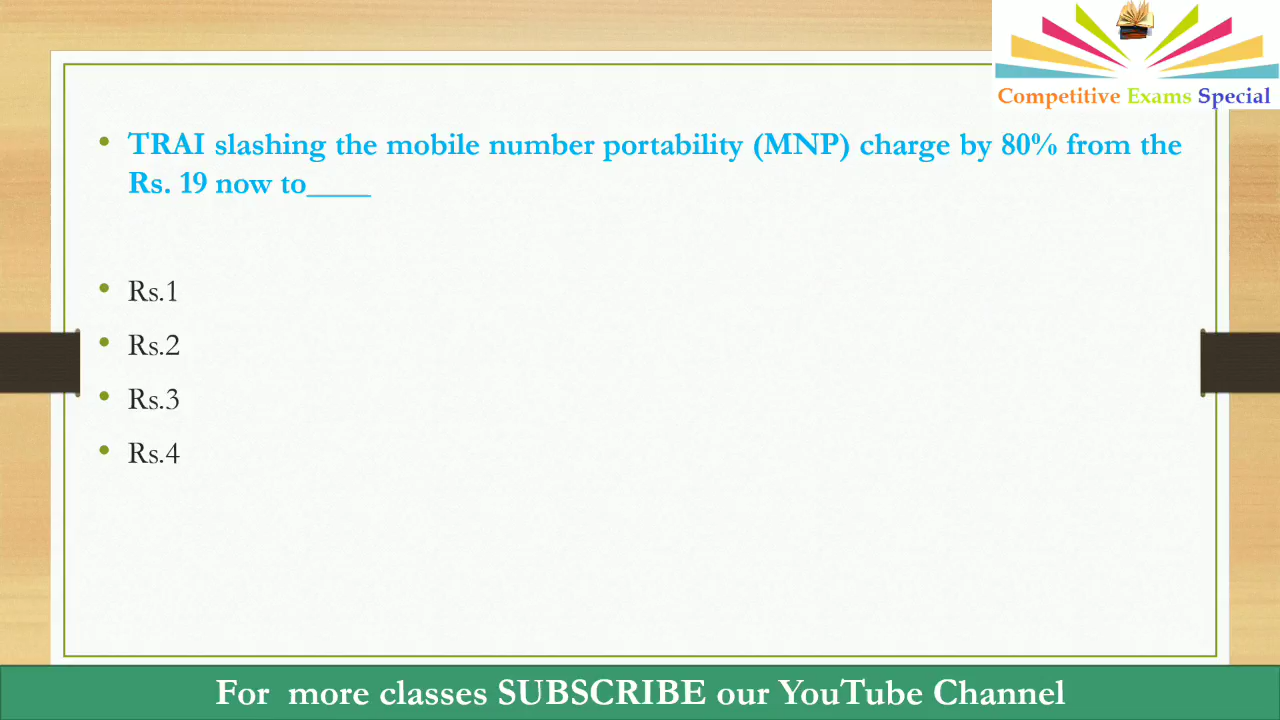 Competitive Exams Special
• TRAI slashing the mobile number portability (MNP) charge by 80% from the
Rs. 19 now to____
• Rs.1
• Rs.2
• Rs.3
• Rs.4
For more classes SUBSCRIBE our YouTube Channel